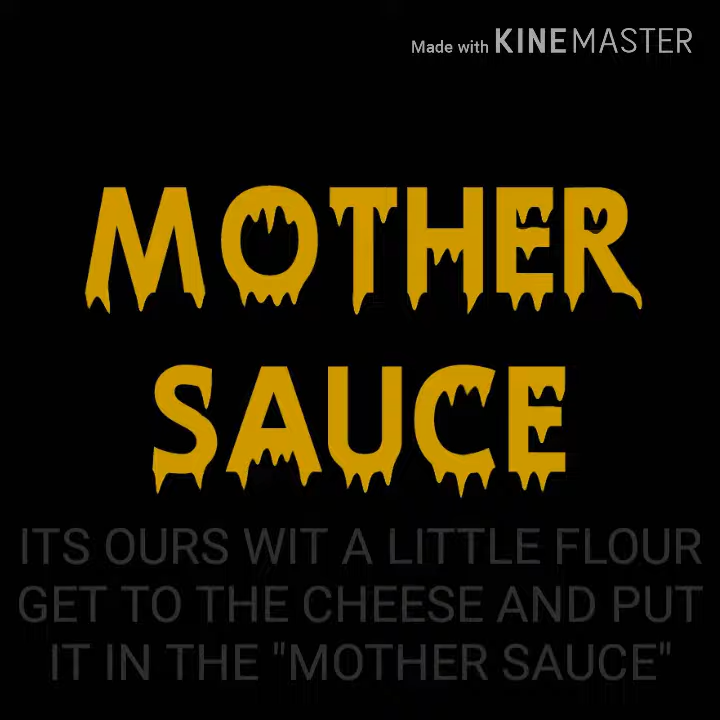 Made with KINEMASTER
MOTHER
SAUCE
ITS OURS WIT A LITTLE FLOUR
GET TO THE CHEESE AND PUT
IT IN THE "MOTHER SAUCE"